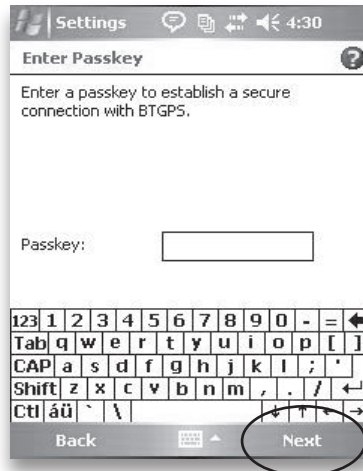 Settings 4:30
Enter Passkey ?
Enter a passkey to establish a secure
connection with BTGPS.
Passkey:
123 1 2 3 4 5 6 7 8 9 0 - =
Tab q w e r t y u i o p [ ]
CAP a s d f g h j k l ; '
Shift z x c v b n m , . /
Ctl áü ` \
Back Next